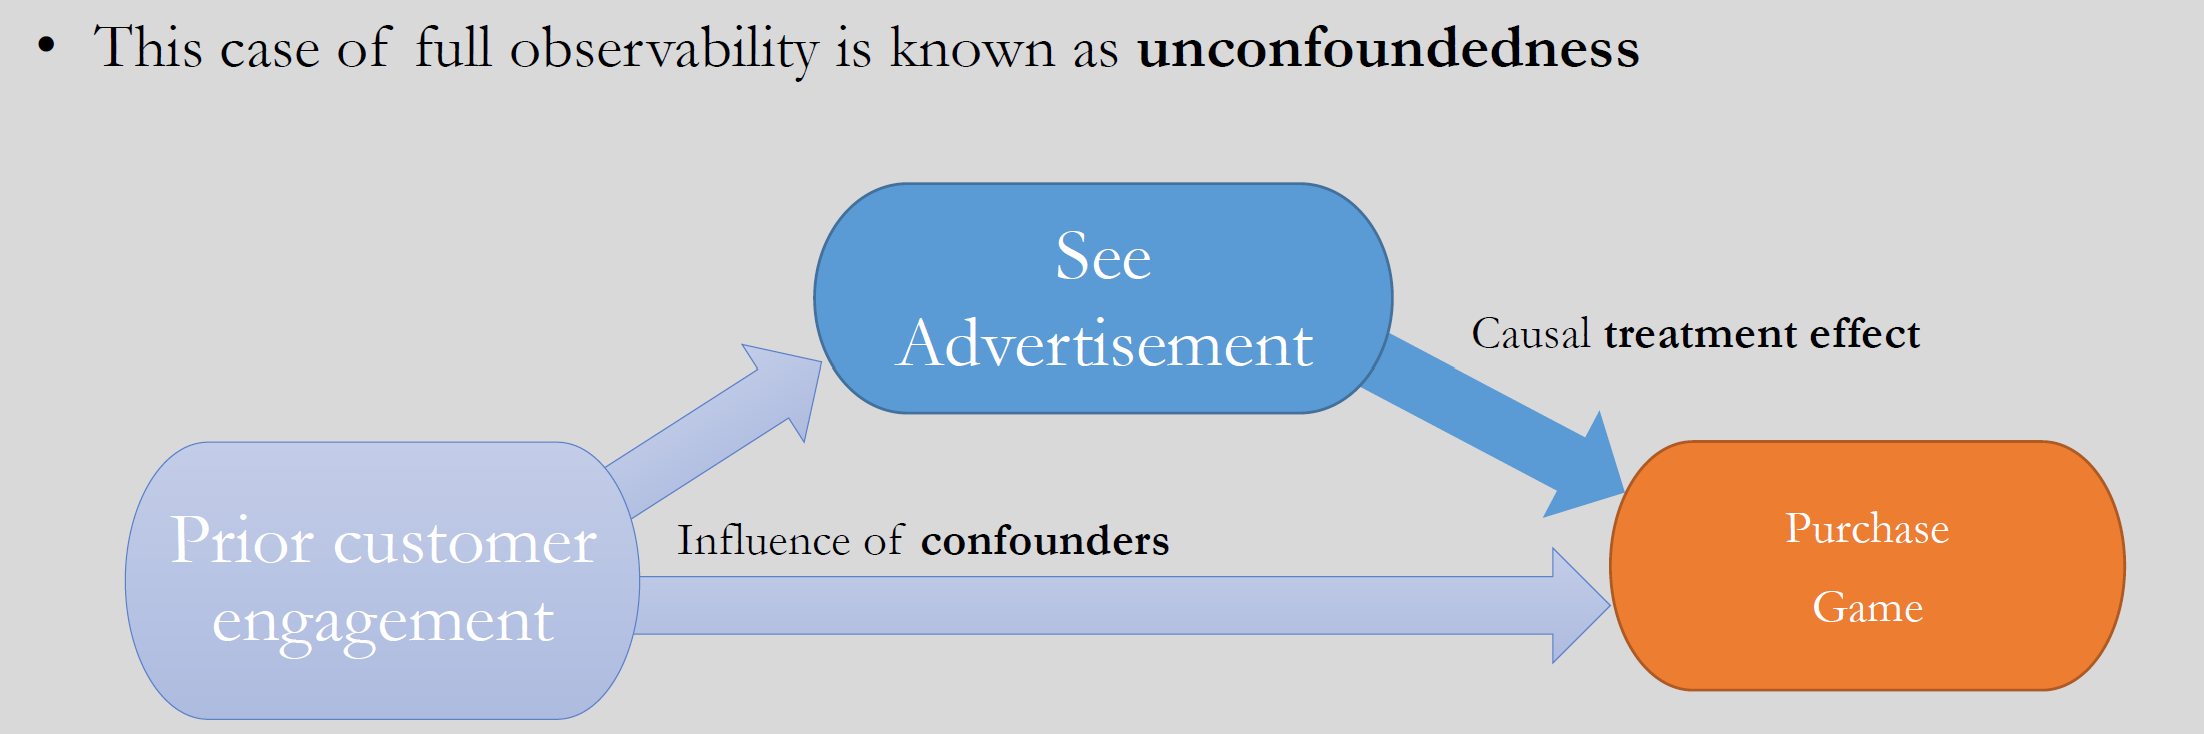 • This case of full observability is known as unconfoundedness
See
Advertisement
Causal treatment effect
Prior customer
engagement
Influence of confounders
Purchase
Game